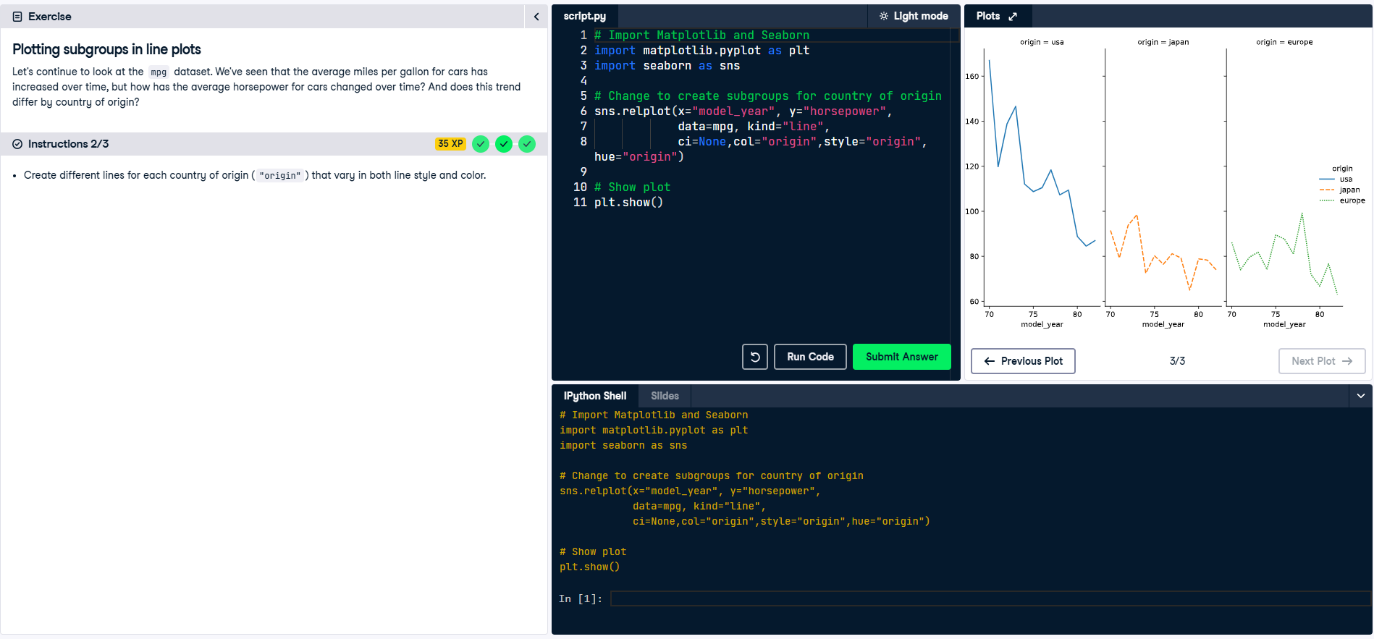 Exercise
Plotting subgroups in line plots
Let's continue to look at the mpg dataset. We've seen that the average miles per gallon for cars has
increased over time, but how has the average horsepower for cars changed over time? And does this trend
differ by country of origin?
Instructions 2/3
35 XP
Create different lines for each country of origin ( "origin" ) that vary in both line style and color.
script.py
Light mode
1 # Import Matplotlib and Seaborn
2 import matplotlib.pyplot as plt
3 import seaborn as sns
4
5 # Change to create subgroups for country of origin
6 sns.relplot(x="model_year", y="horsepower",
7 data=mpg, kind="line",
8 ci=None,col="origin",style="origin",
hue="origin")
9
10 # Show plot
11 plt.show()
Run Code
Submit Answer
Plots
origin = usa
origin = japan
origin = europe
160
140
120
100
80
60
70 75 80
model_year
70 75 80
model_year
70 75 80
model_year
origin
usa
japan
europe
← Previous Plot
3/3
Next Plot →
IPython Shell
Slides
# Import Matplotlib and Seaborn
import matplotlib.pyplot as plt
import seaborn as sns
# Change to create subgroups for country of origin
sns.relplot(x="model_year", y="horsepower",
data=mpg, kind="line",
ci=None,col="origin",style="origin",hue="origin")
# Show plot
plt.show()
In [1]: